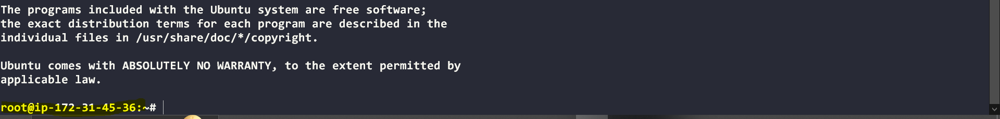 The programs included with the Ubuntu system are free software;
the exact distribution terms for each program are described in the
individual files in /usr/share/doc/*/copyright.
Ubuntu comes with ABSOLUTELY NO WARRANTY, to the extent permitted by
applicable law.
root@ip-172-31-45-36:~#